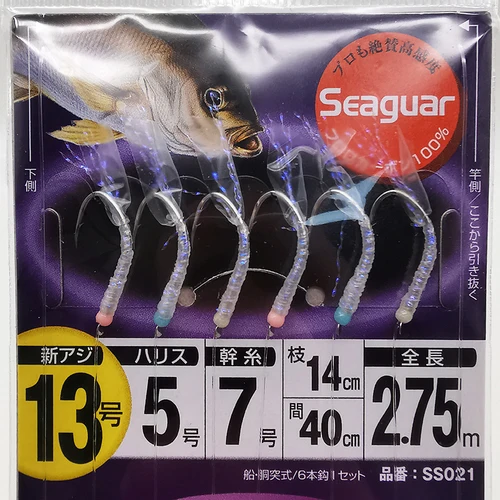 プロも絶賛高感度
Seaguar
100%
下側
竿側/ここから引き抜く
新アジ
13号
ハリス
5号
幹糸
7号
枝 14cm
間 40cm
全長
2.75m
船・胴突式/6本鈎1セット
品番:SS021